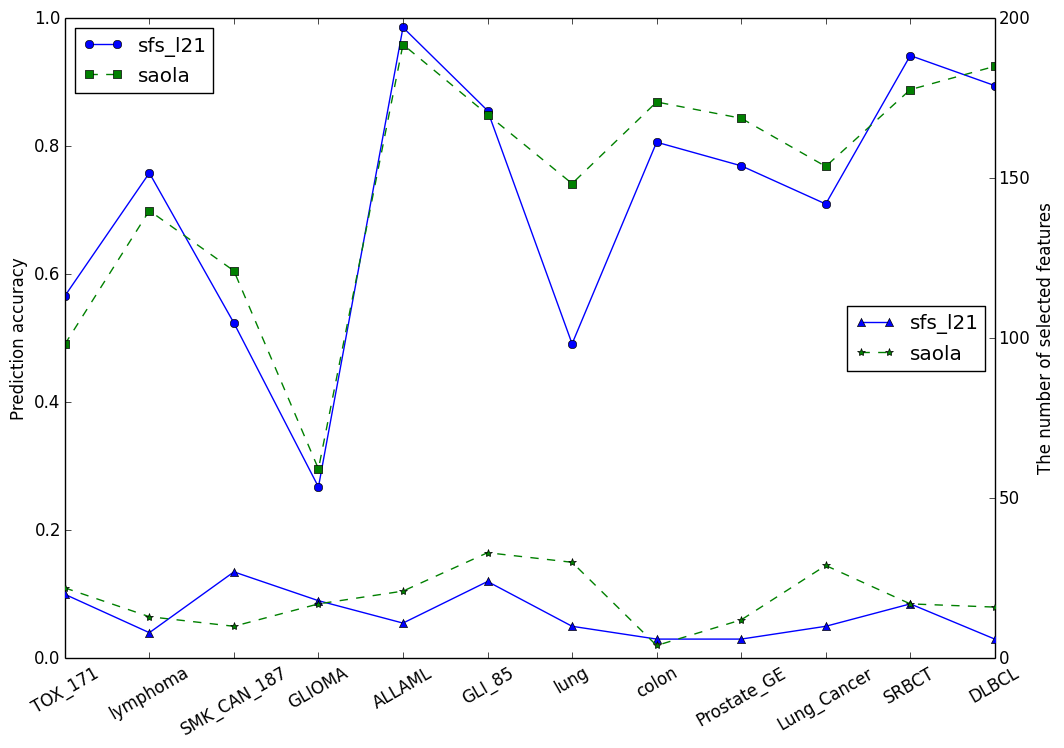 sfs_l21
saola
1.0
0.8
0.6
0.4
0.2
0.0
Prediction accuracy
200
150
100
50
0
The number of selected features
sfs_l21
saola
TOX_171
lymphoma
SMK_CAN_187
GLIOMA
ALLAML
GLI_85
lung
colon
Prostate_GE
Lung_Cancer
SRBCT
DLBCL